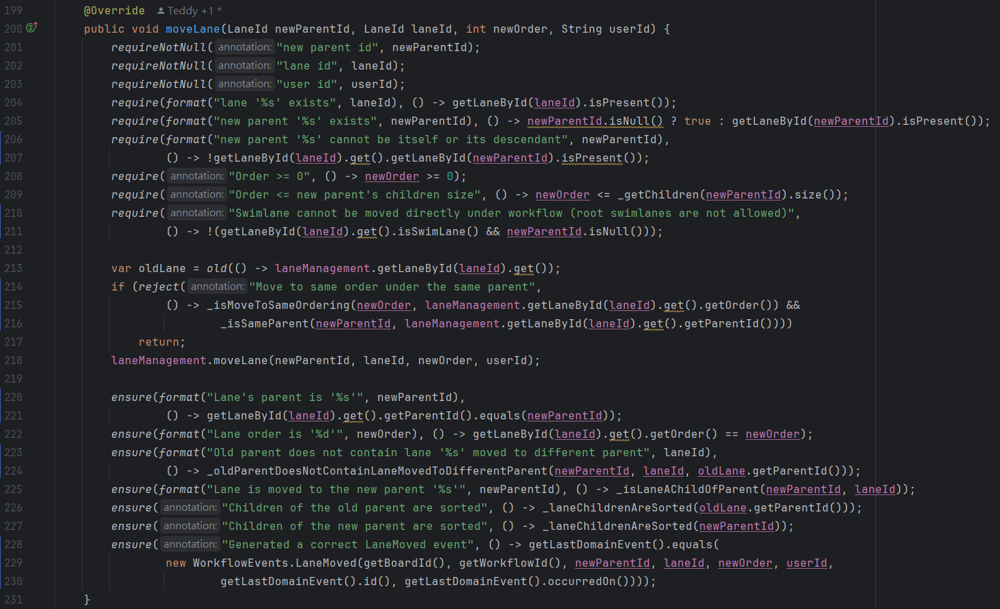 199 @Override Teddy +1 *
200 public void moveLane(LaneId newParentId, LaneId laneId, int newOrder, String userId) {
201 requireNotNull( annotation: "new parent id", newParentId);
202 requireNotNull( annotation: "lane id", laneId);
203 requireNotNull( annotation: "user id", userId);
204 require(format("lane '%s' exists", laneId), () -> getLaneById(laneId).isPresent());
205 require(format("new parent '%s' exists", newParentId), () -> newParentId.isNull() ? true : getLaneById(newParentId).isPresent());
206 require(format("new parent '%s' cannot be itself or its descendant", newParentId),
207 () -> !getLaneById(laneId).get().getLaneById(newParentId).isPresent());
208 require( annotation: "Order >= 0", () -> newOrder >= 0);
209 require( annotation: "Order <= new parent's children size", () -> newOrder <= _getChildren(newParentId).size());
210 require( annotation: "Swimlane cannot be moved directly under workflow (root swimlanes are not allowed)",
211 () -> !(getLaneById(laneId).get().isSwimLane() && newParentId.isNull()));
212
213 var oldLane = old(() -> laneManagement.getLaneById(laneId).get());
214 if (reject( annotation: "Move to same order under the same parent",
215 () -> _isMoveToSameOrdering(newOrder, laneManagement.getLaneById(laneId).get().getOrder()) &&
216 _isSameParent(newParentId, laneManagement.getLaneById(laneId).get().getParentId())))
217 return;
218 laneManagement.moveLane(newParentId, laneId, newOrder, userId);
219
220 ensure(format("Lane's parent is '%s'", newParentId),
221 () -> getLaneById(laneId).get().getParentId().equals(newParentId));
222 ensure(format("Lane order is '%d'", newOrder), () -> getLaneById(laneId).get().getOrder() == newOrder);
223 ensure(format("Old parent does not contain lane '%s' moved to different parent", laneId),
224 () -> _oldParentDoesNotContainLaneMovedToDifferentParent(newParentId, laneId, oldLane.getParentId()));
225 ensure(format("Lane is moved to the new parent '%s'", newParentId), () -> _isLaneAChildOfParent(newParentId, laneId));
226 ensure( annotation: "Children of the old parent are sorted", () -> _laneChildrenAreSorted(oldLane.getParentId()));
227 ensure( annotation: "Children of the new parent are sorted", () -> _laneChildrenAreSorted(newParentId));
228 ensure( annotation: "Generated a correct LaneMoved event", () -> getLastDomainEvent().equals(
229 new WorkflowEvents.LaneMoved(getBoardId(), getWorkflowId(), newParentId, laneId, newOrder, userId,
230 getLastDomainEvent().id(), getLastDomainEvent().occurredOn())));
231 }